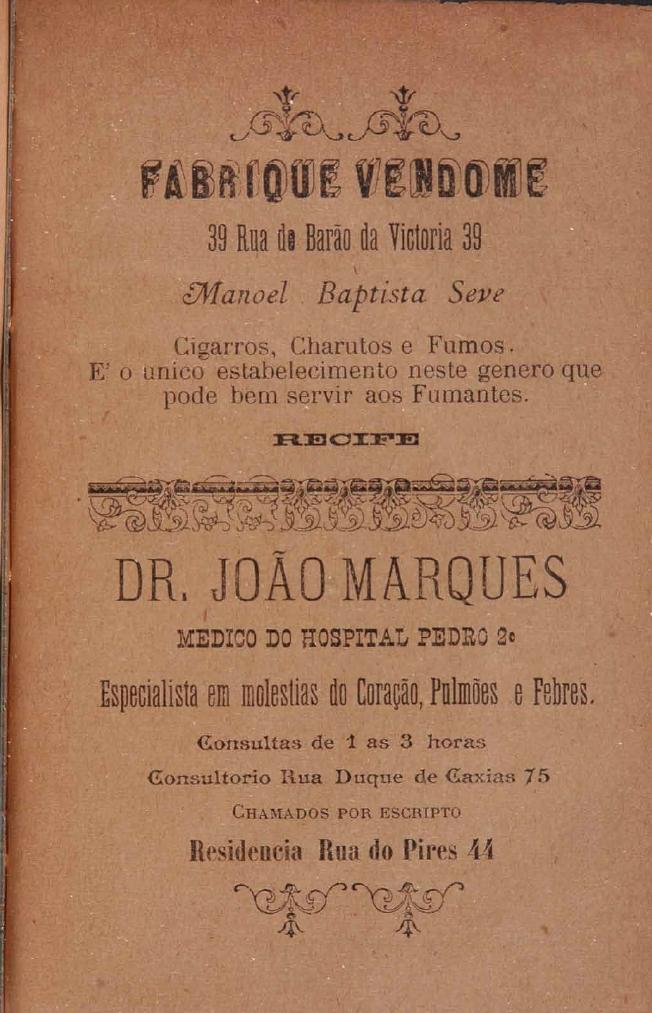 FABRIQUE VENDOME
39 Rua de Barão da Victoria 39
Manoel Baptista Seve
Cigarros, Charutos e Fumos.
E' o unico estabelecimento neste genero que
pode bem servir aos Fumantes.
RECIFE
DR. JOÃO MARQUES
MEDICO DO HOSPITAL PEDRO 2º
Especialista em molestias do Coração, Pulmões e Febres.
Consultas de 1 as 3 horas
Consultorio Rua Duque de Caxias 75
CHAMADOS POR ESCRIPTO
Residencia Rua do Pires 44